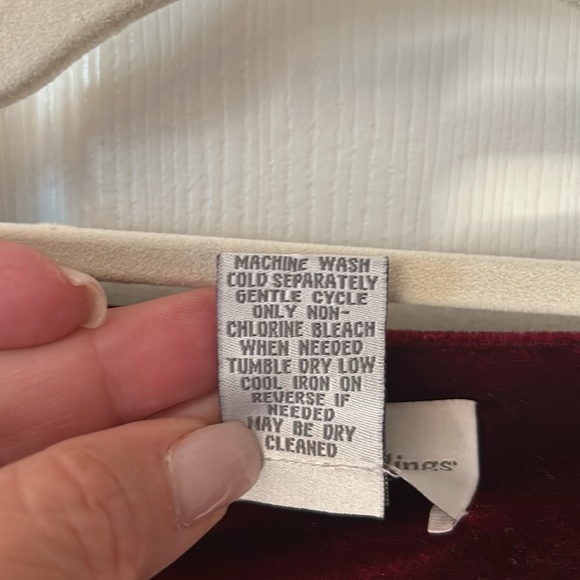 MACHINE WASH
COLD SEPARATELY
GENTLE CYCLE
ONLY NON-
CHLORINE BLEACH
WHEN NEEDED
TUMBLE DRY LOW
COOL IRON ON
REVERSE IF
NEEDED
MAY BE DRY
CLEANED
lings